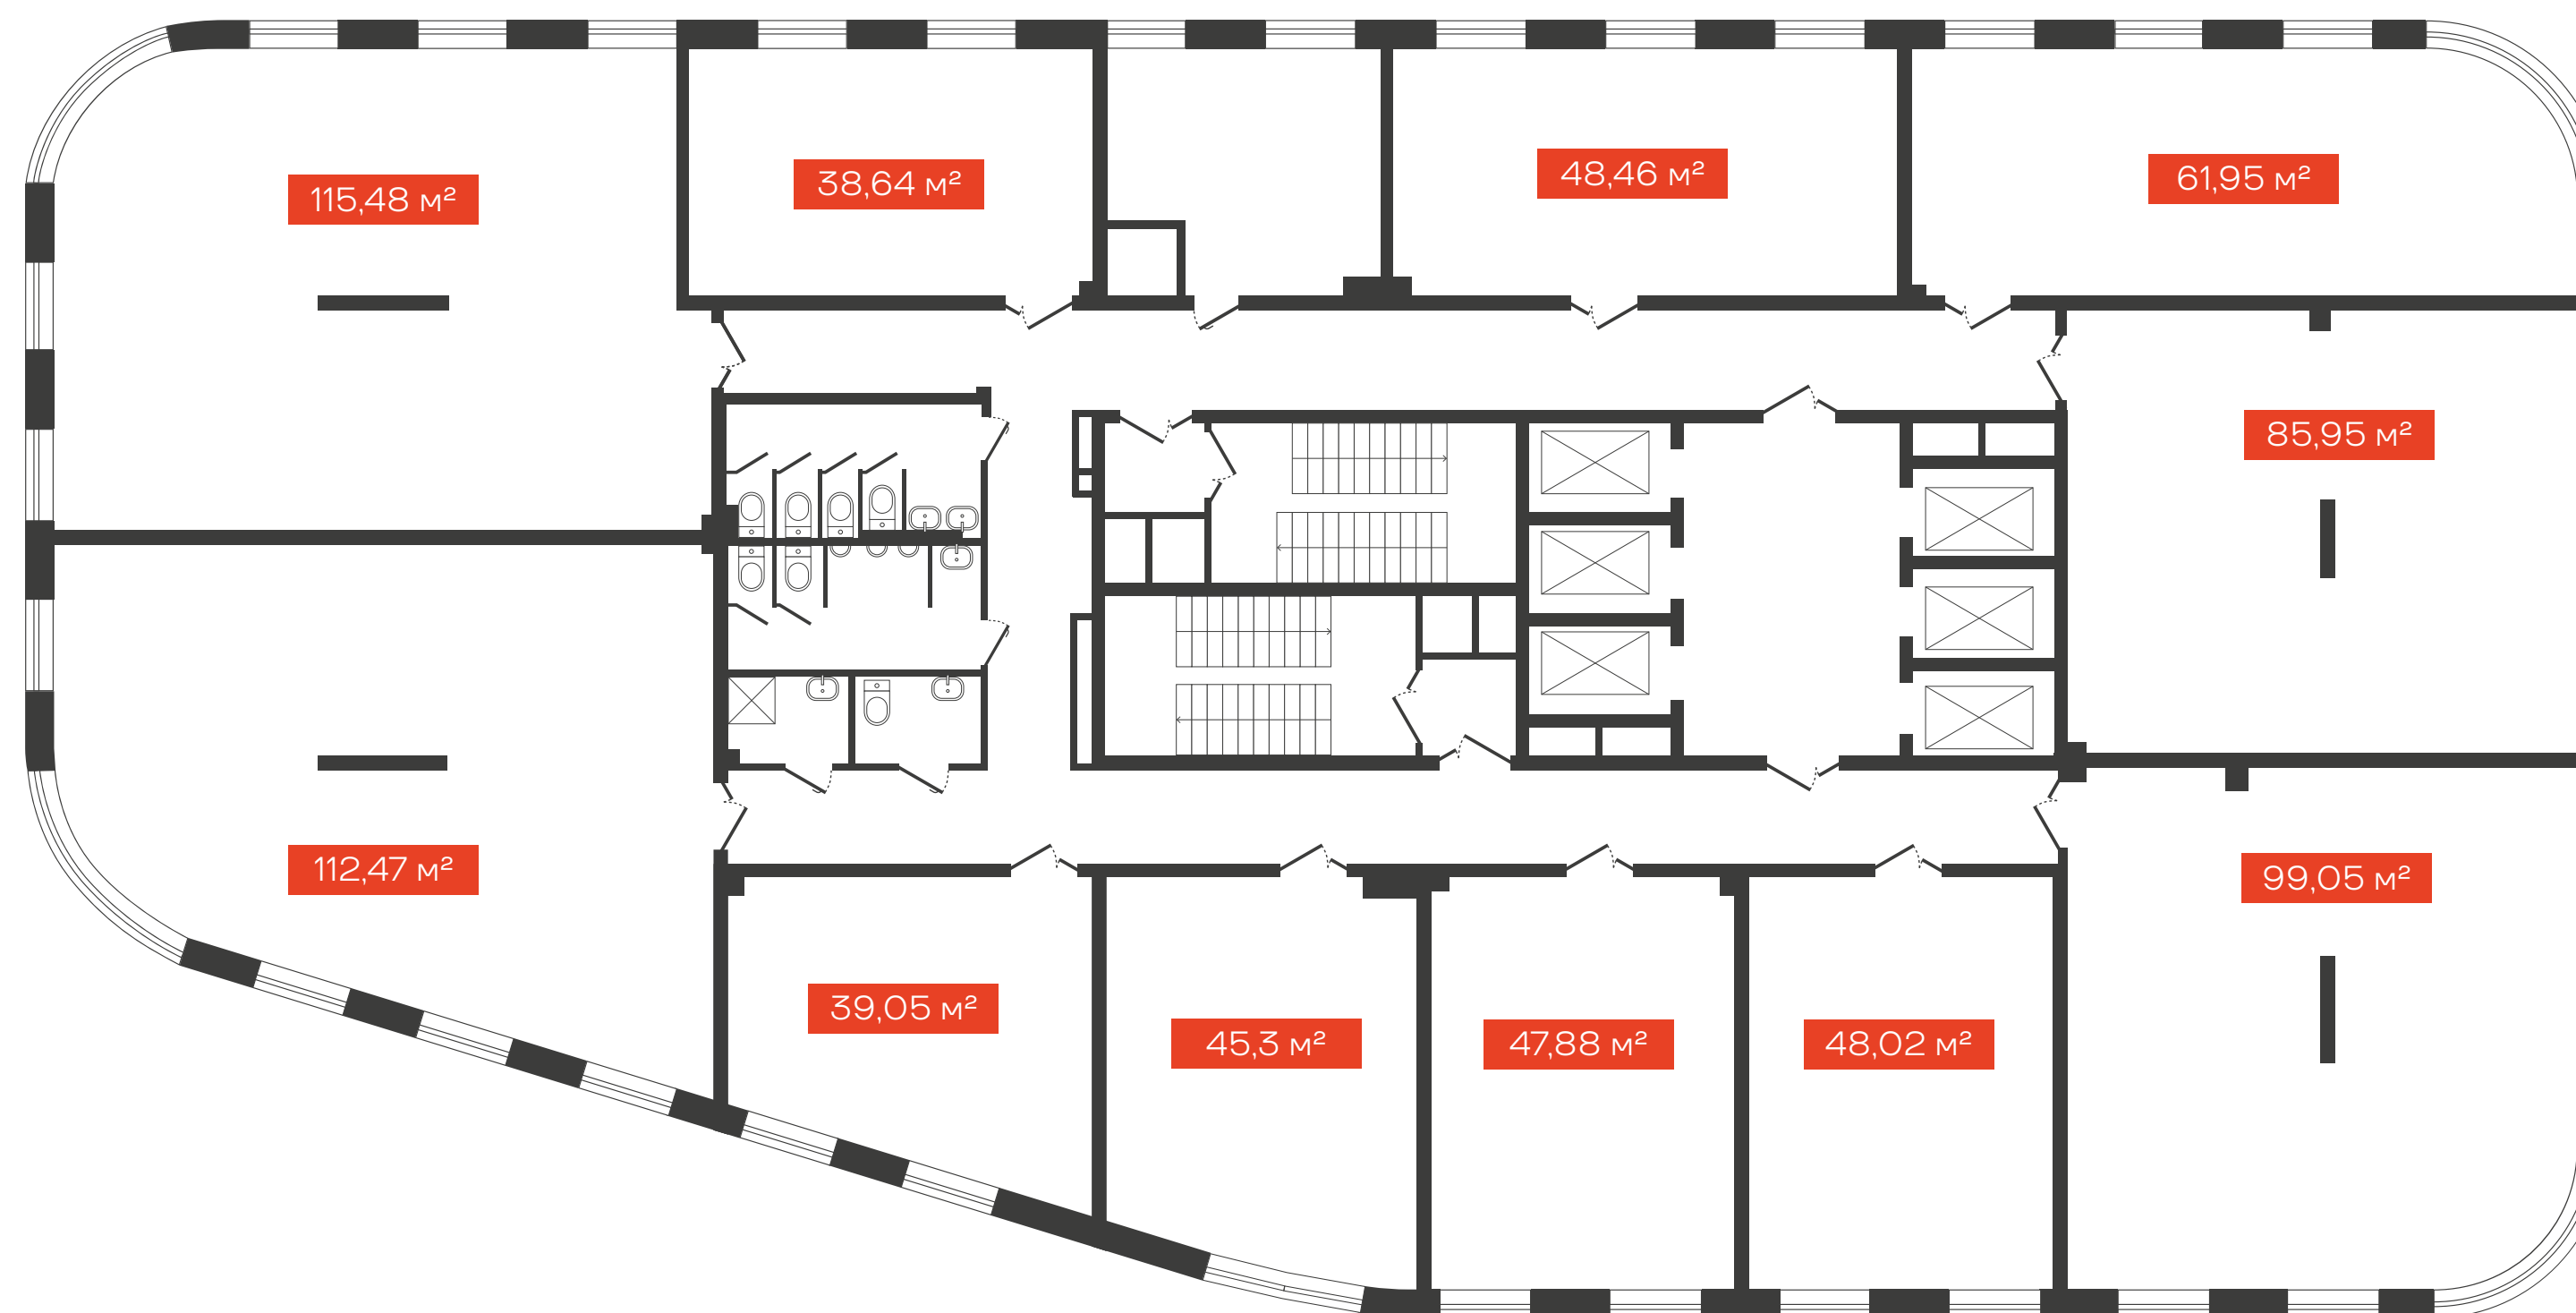 115,48 м²
38,64 м²
48,46 м²
61,95 м²
85,95 м²
112,47 м²
99,05 м²
39,05 м²
45,3 м²
47,88 м²
48,02 м²